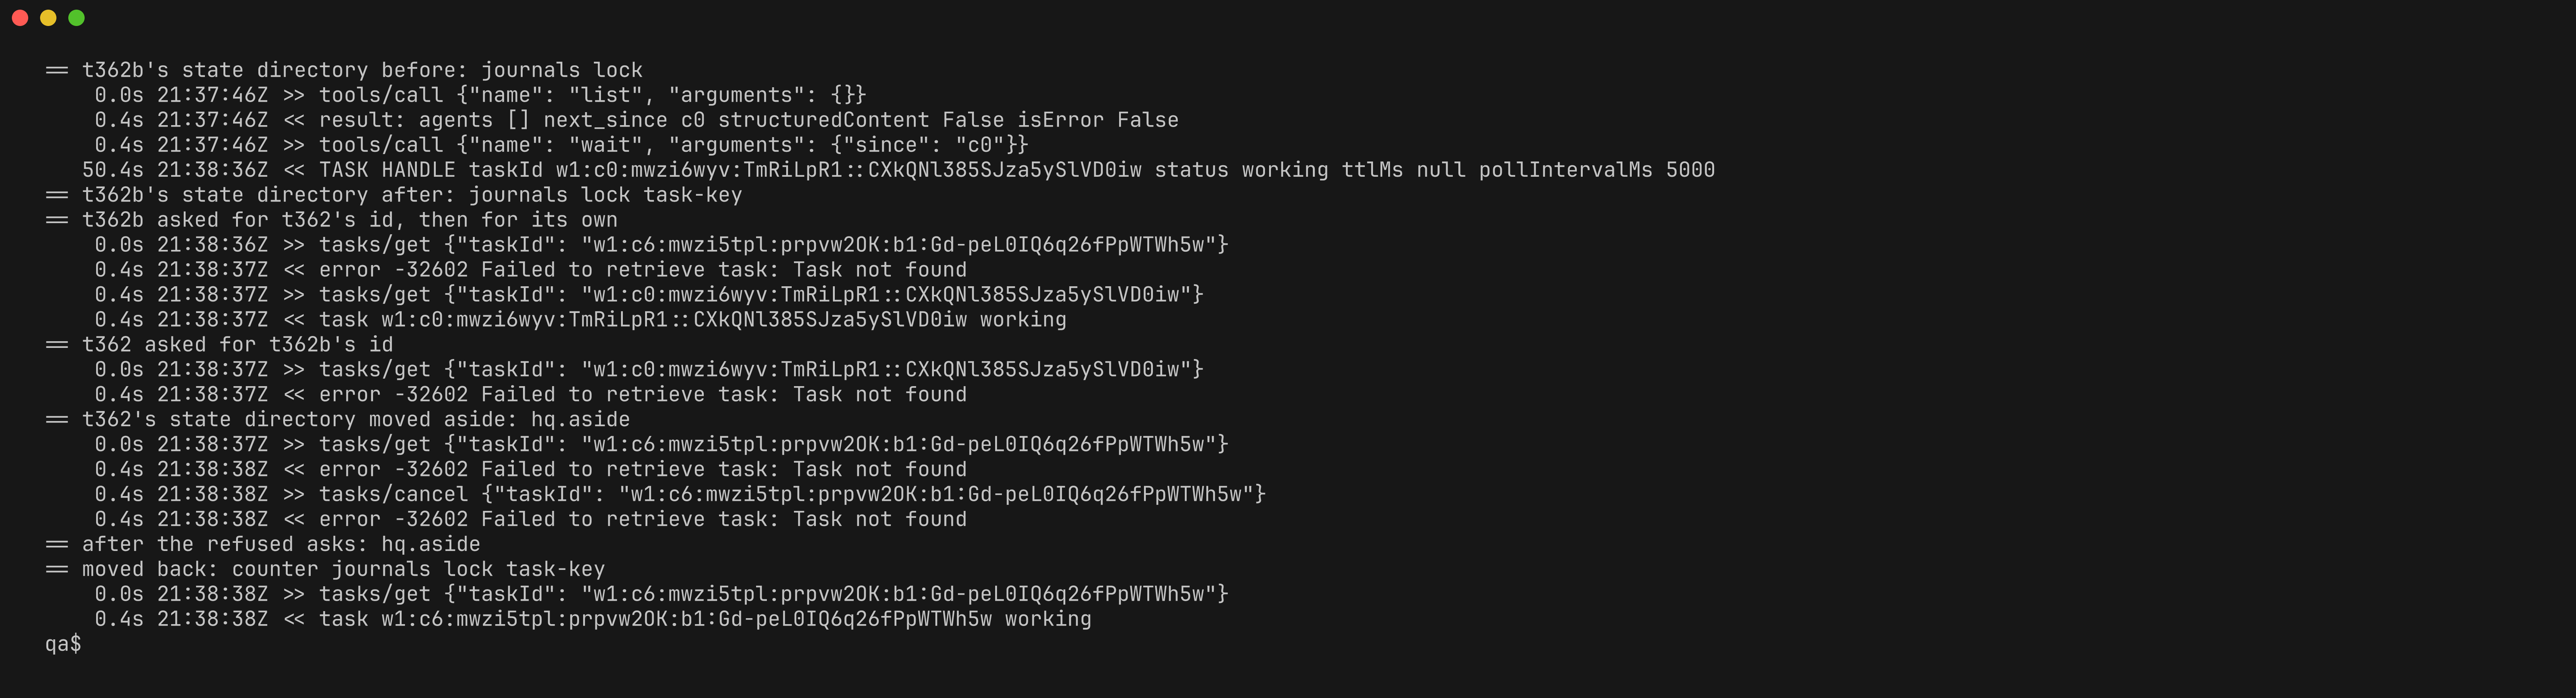 == t362b's state directory before: journals lock
0.0s 21:37:46Z >> tools/call {"name": "list", "arguments": {}}
0.4s 21:37:46Z << result: agents [] next_since c0 structuredContent False isError False
0.4s 21:37:46Z >> tools/call {"name": "wait", "arguments": {"since": "c0"}}
50.4s 21:38:36Z << TASK HANDLE taskId w1:c0:mwzi6wyv:TmRiLpR1::CXkQNl385SJza5ySlVD0iw status working ttlMs null pollIntervalMs 5000
== t362b's state directory after: journals lock task-key
== t362b asked for t362's id, then for its own
0.0s 21:38:36Z >> tasks/get {"taskId": "w1:c6:mwzi5tpl:prpvw2OK:b1:Gd-peL0IQ6q26fPpWTWh5w"}
0.4s 21:38:37Z << error -32602 Failed to retrieve task: Task not found
0.4s 21:38:37Z >> tasks/get {"taskId": "w1:c0:mwzi6wyv:TmRiLpR1::CXkQNl385SJza5ySlVD0iw"}
0.4s 21:38:37Z << task w1:c0:mwzi6wyv:TmRiLpR1::CXkQNl385SJza5ySlVD0iw working
== t362 asked for t362b's id
0.0s 21:38:37Z >> tasks/get {"taskId": "w1:c0:mwzi6wyv:TmRiLpR1::CXkQNl385SJza5ySlVD0iw"}
0.4s 21:38:37Z << error -32602 Failed to retrieve task: Task not found
== t362's state directory moved aside: hq.aside
0.0s 21:38:37Z >> tasks/get {"taskId": "w1:c6:mwzi5tpl:prpvw2OK:b1:Gd-peL0IQ6q26fPpWTWh5w"}
0.4s 21:38:38Z << error -32602 Failed to retrieve task: Task not found
0.4s 21:38:38Z >> tasks/cancel {"taskId": "w1:c6:mwzi5tpl:prpvw2OK:b1:Gd-peL0IQ6q26fPpWTWh5w"}
0.4s 21:38:38Z << error -32602 Failed to retrieve task: Task not found
== after the refused asks: hq.aside
== moved back: counter journals lock task-key
0.0s 21:38:38Z >> tasks/get {"taskId": "w1:c6:mwzi5tpl:prpvw2OK:b1:Gd-peL0IQ6q26fPpWTWh5w"}
0.4s 21:38:38Z << task w1:c6:mwzi5tpl:prpvw2OK:b1:Gd-peL0IQ6q26fPpWTWh5w working
qa$